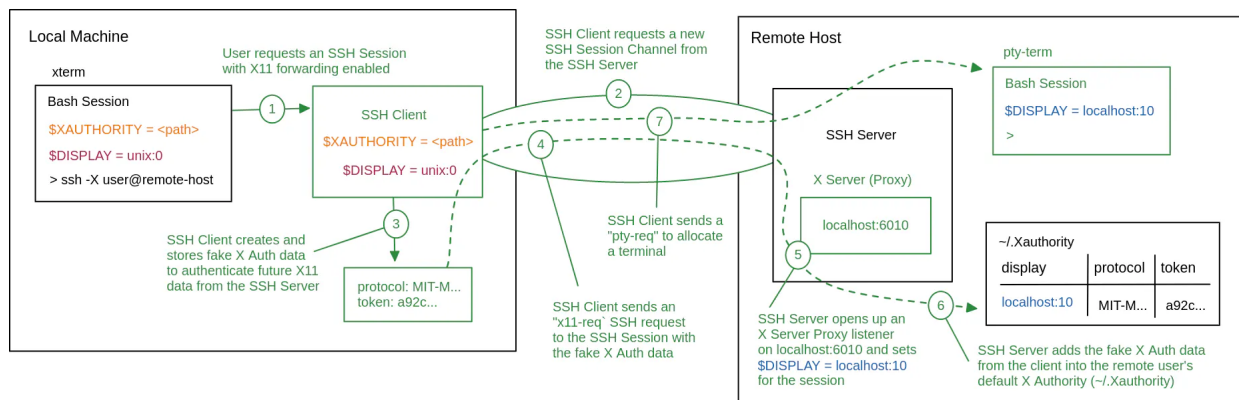 Local Machine
xterm
Bash Session
$XAUTHORITY = <path>
$DISPLAY = unix:0
> ssh -X user@remote-host
User requests an SSH Session
with X11 forwarding enabled
1
SSH Client
$XAUTHORITY = <path>
$DISPLAY = unix:0
3
SSH Client creates and
stores fake X Auth data
to authenticate future X11
data from the SSH Server
protocol: MIT-M...
token: a92c...
SSH Client requests a new
SSH Session Channel from
the SSH Server
2
7
4
SSH Client sends a
"pty-req" to allocate
a terminal
SSH Client sends an
"x11-req` SSH request
to the SSH Session with
the fake X Auth data
Remote Host
SSH Server
X Server (Proxy)
localhost:6010
5
SSH Server opens up an
X Server Proxy listener
on localhost:6010 and sets
$DISPLAY = localhost:10
for the session
pty-term
Bash Session
$DISPLAY = localhost:10
>
~/.Xauthority
display protocol token
localhost:10 MIT-M... a92c...
6
SSH Server adds the fake X Auth data
from the client into the remote user's
default X Authority (~/.Xauthority)